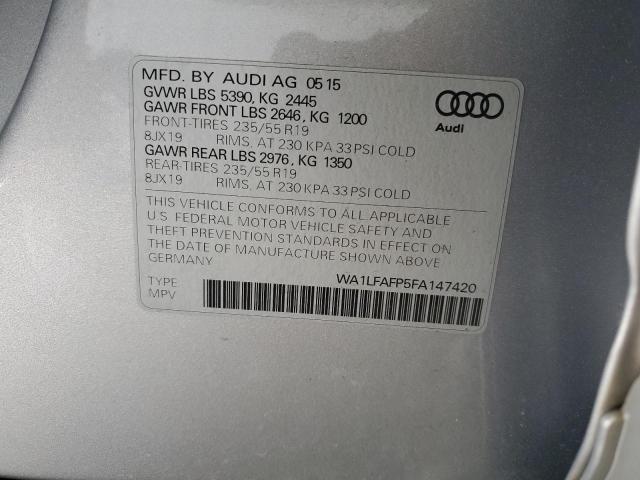 MFD. BY AUDI AG 05 15
GVWR LBS 5390, KG 2445
GAWR FRONT LBS 2646, KG 1200
FRONT-TIRES 235/55 R19
8JX19 RIMS, AT 230 KPA 33 PSI COLD
GAWR REAR LBS 2976, KG 1350
REAR-TIRES 235/55 R19
8JX19 RIMS, AT 230 KPA 33 PSI COLD
Audi
THIS VEHICLE CONFORMS TO ALL APPLICABLE
U.S. FEDERAL MOTOR VEHICLE SAFETY AND
THEFT PREVENTION STANDARDS IN EFFECT ON
THE DATE OF MANUFACTURE SHOWN ABOVE
GERMANY
WA1LFAFP5FA147420
TYPE
MPV